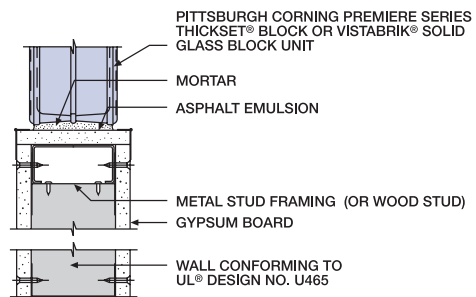 PITTSBURGH CORNING PREMIERE SERIES
THICKSET® BLOCK OR VISTABRIK® SOLID
GLASS BLOCK UNIT
MORTAR
ASPHALT EMULSION
METAL STUD FRAMING (OR WOOD STUD)
GYPSUM BOARD
WALL CONFORMING TO
UL® DESIGN NO. U465